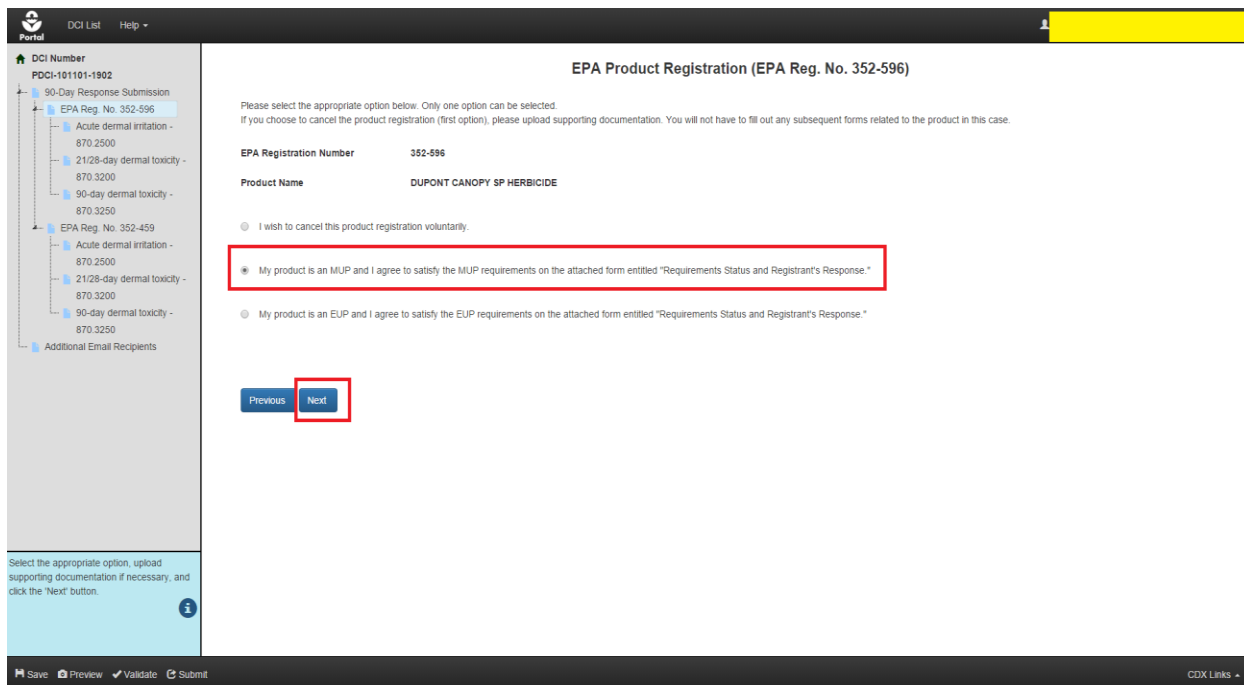 Portal
DCI List Help
DCI Number
PDCI-101101-1902
90-Day Response Submission
EPA Reg. No. 352-596
Acute dermal irritation -
870.2500
21/28-day dermal toxicity -
870.3200
90-day dermal toxicity -
870.3250
EPA Reg. No. 352-459
Acute dermal irritation -
870.2500
21/28-day dermal toxicity -
870.3200
90-day dermal toxicity -
870.3250
Additional Email Recipients
Select the appropriate option, upload
supporting documentation if necessary, and
click the 'Next' button.
EPA Product Registration (EPA Reg. No. 352-596)
Please select the appropriate option below. Only one option can be selected.
If you choose to cancel the product registration (first option), please upload supporting documentation. You will not have to fill out any subsequent forms related to the product in this case.
EPA Registration Number 352-596
Product Name DUPONT CANOPY SP HERBICIDE
I wish to cancel this product registration voluntarily.
My product is an MUP and I agree to satisfy the MUP requirements on the attached form entitled "Requirements Status and Registrant's Response."
My product is an EUP and I agree to satisfy the EUP requirements on the attached form entitled "Requirements Status and Registrant's Response."
Previous Next
Save Preview Validate Submit CDX Links